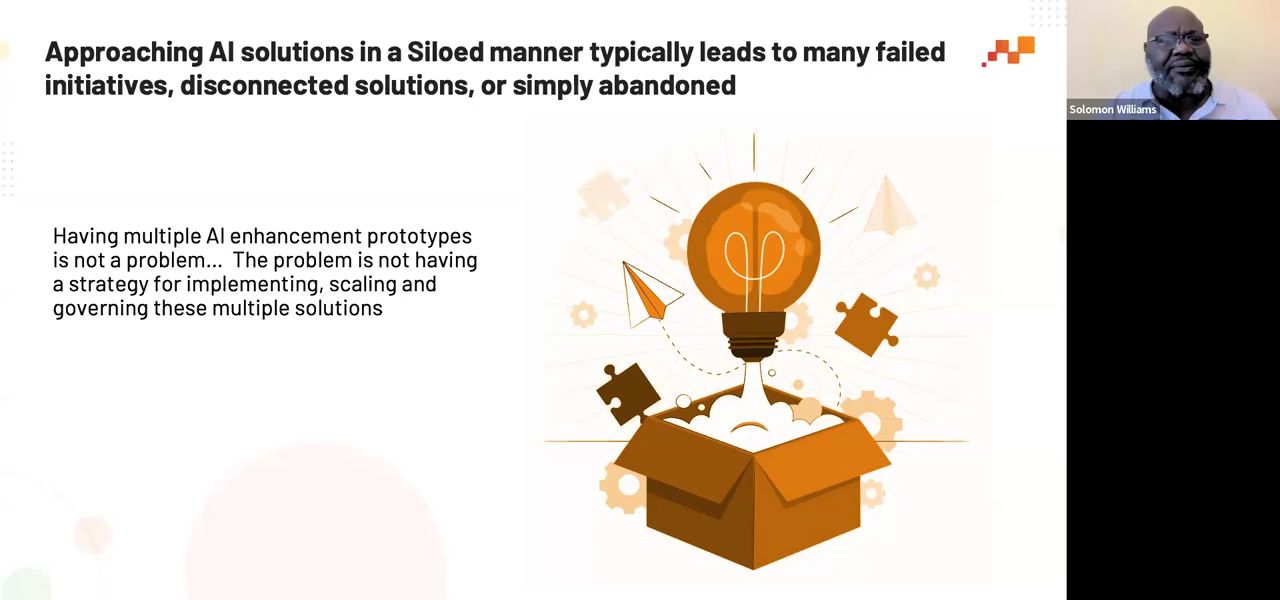 Approaching AI solutions in a Siloed manner typically leads to many failed
initiatives, disconnected solutions, or simply abandoned
Solomon Williams
Having multiple AI enhancement prototypes
is not a problem... The problem is not having
a strategy for implementing, scaling and
governing these multiple solutions